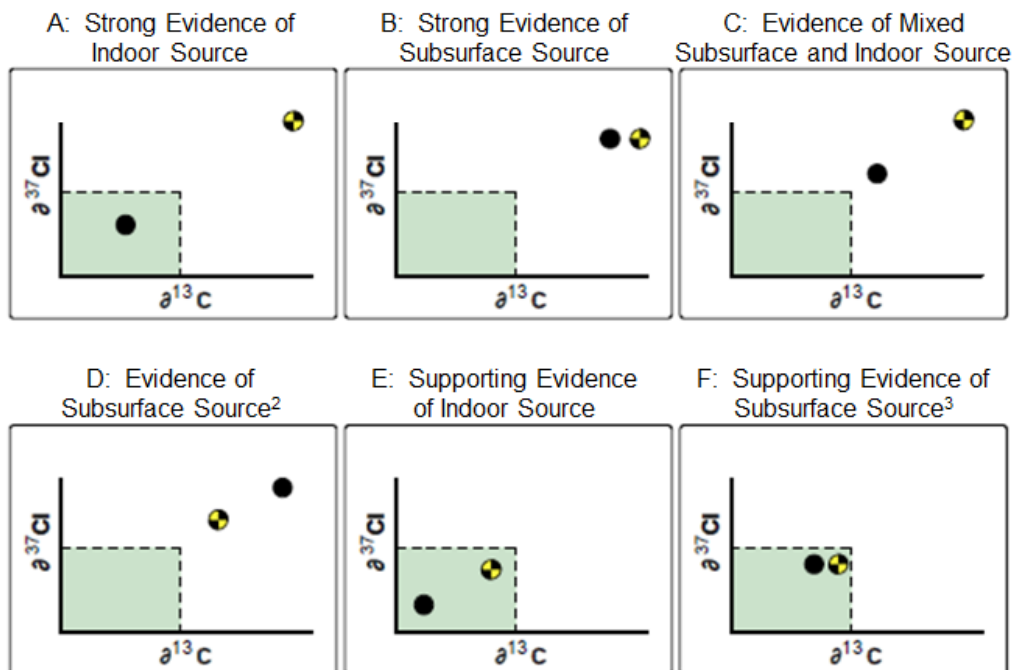 A: Strong Evidence of
Indoor Source
B: Strong Evidence of
Subsurface Source
C: Evidence of Mixed
Subsurface and Indoor Source
∂³⁷Cl
∂¹³C
∂³⁷Cl
∂¹³C
∂³⁷Cl
∂¹³C
D: Evidence of
Subsurface Source²
E: Supporting Evidence
of Indoor Source
F: Supporting Evidence of
Subsurface Source³
∂³⁷Cl
∂¹³C
∂³⁷Cl
∂¹³C
∂³⁷Cl
∂¹³C